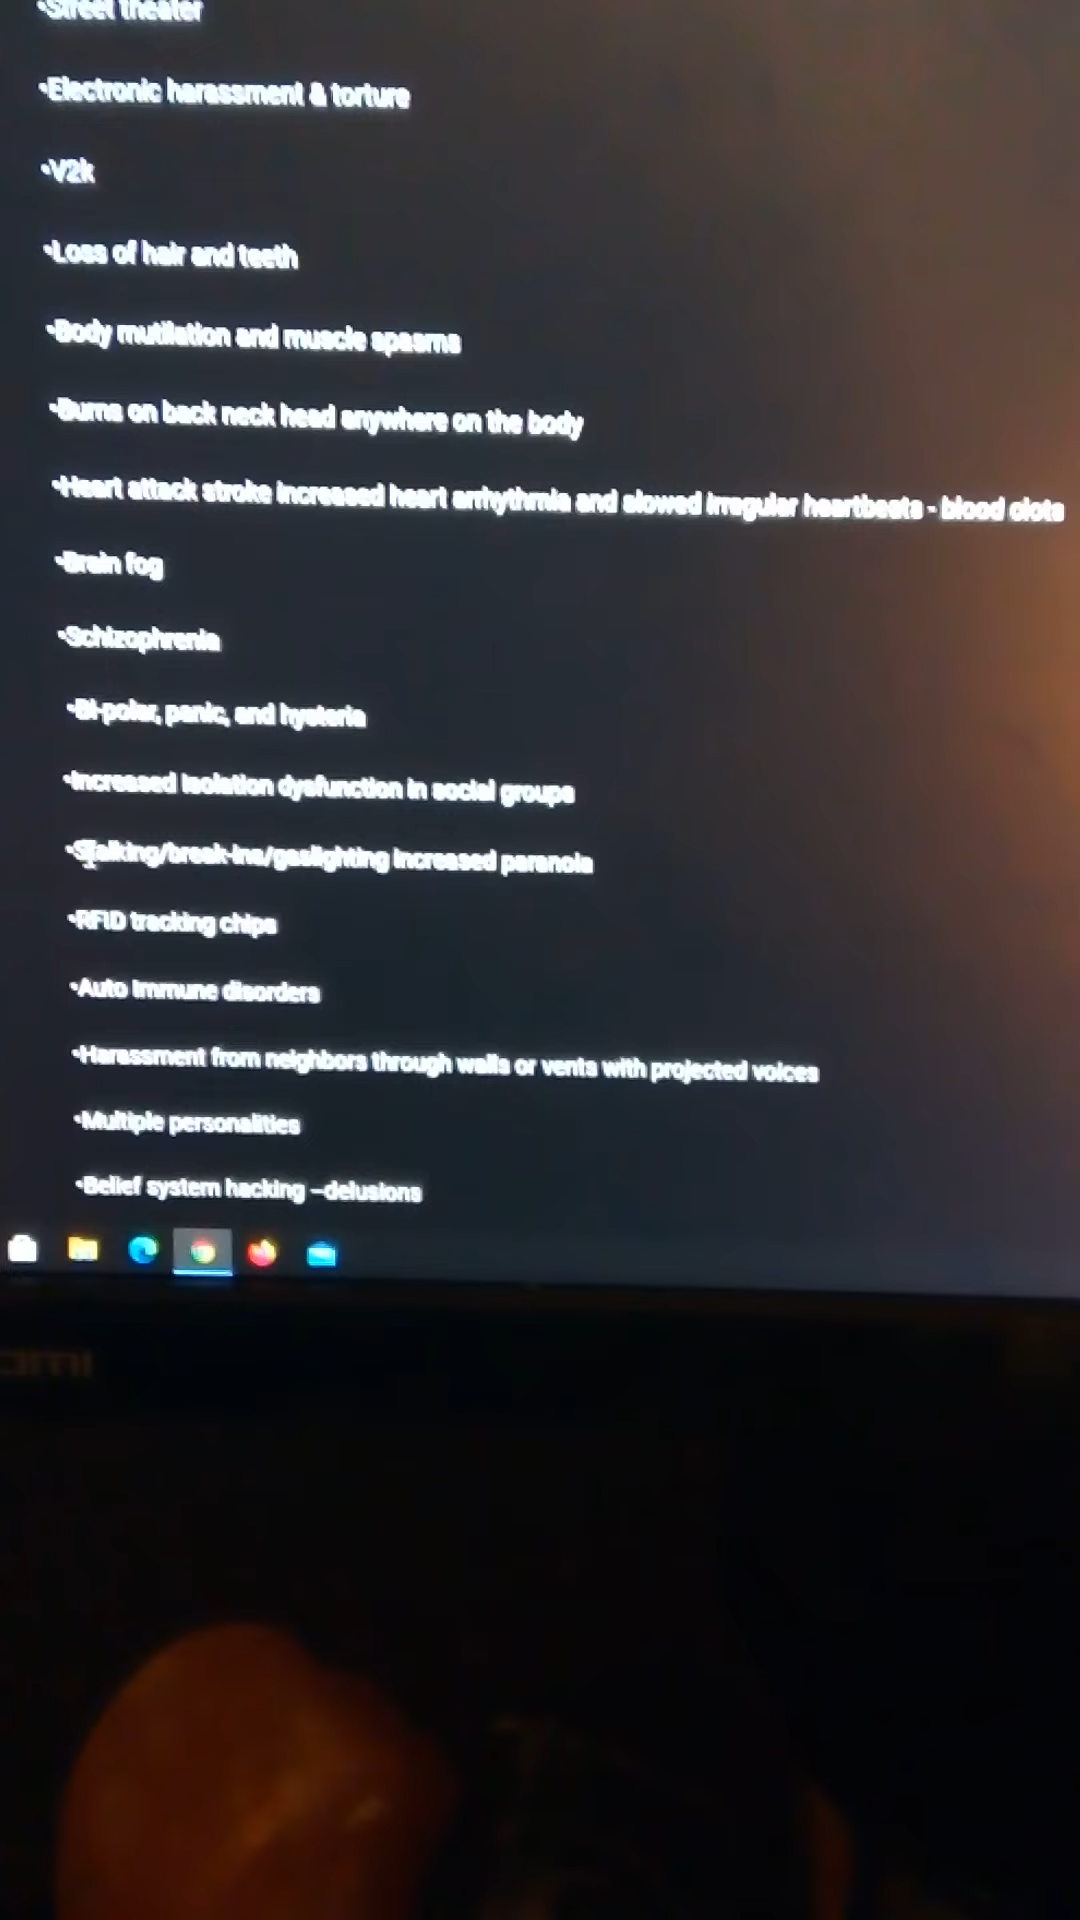 •Street theater
•Electronic harassment & torture
•V2k
•Loss of hair and teeth
•Body mutilation and muscle spasms
•Burns on back neck head anywhere on the body
•Heart attack stroke increased heart arrhythmia and slowed irregular heartbeats - blood clots
•Brain fog
•Schizophrenia
•Bi-polar, panic, and hysteria
•Increased isolation dysfunction in social groups
•Stalking/break-ins/gaslighting increased paranoia
•RFID tracking chips
•Auto immune disorders
•Harassment from neighbors through walls or vents with projected voices
•Multiple personalities
•Belief system hacking –delusions